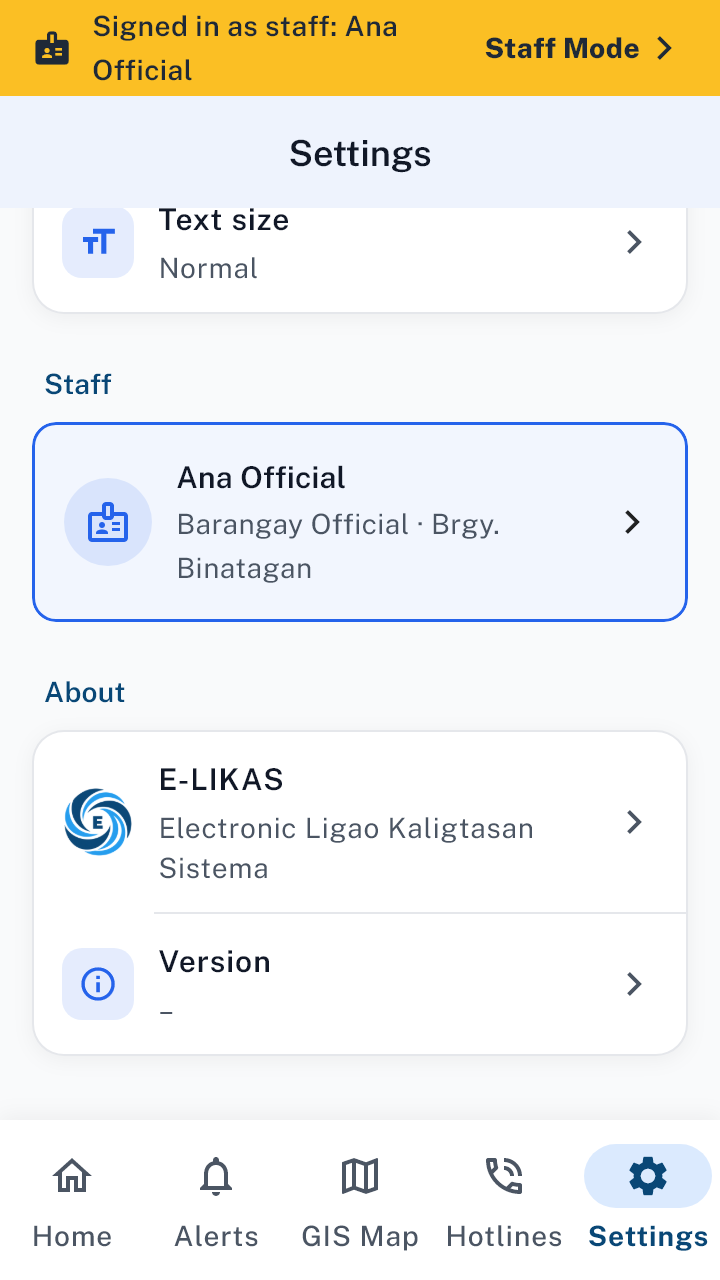 Signed in as staff: Ana
Official
Staff Mode
Settings
Text size
Normal
Staff
Ana Official
Barangay Official · Brgy.
Binatagan
About
E
E-LIKAS
Electronic Ligao Kaligtasan
Sistema
Version
–
Home
Alerts
GIS Map
Hotlines
Settings